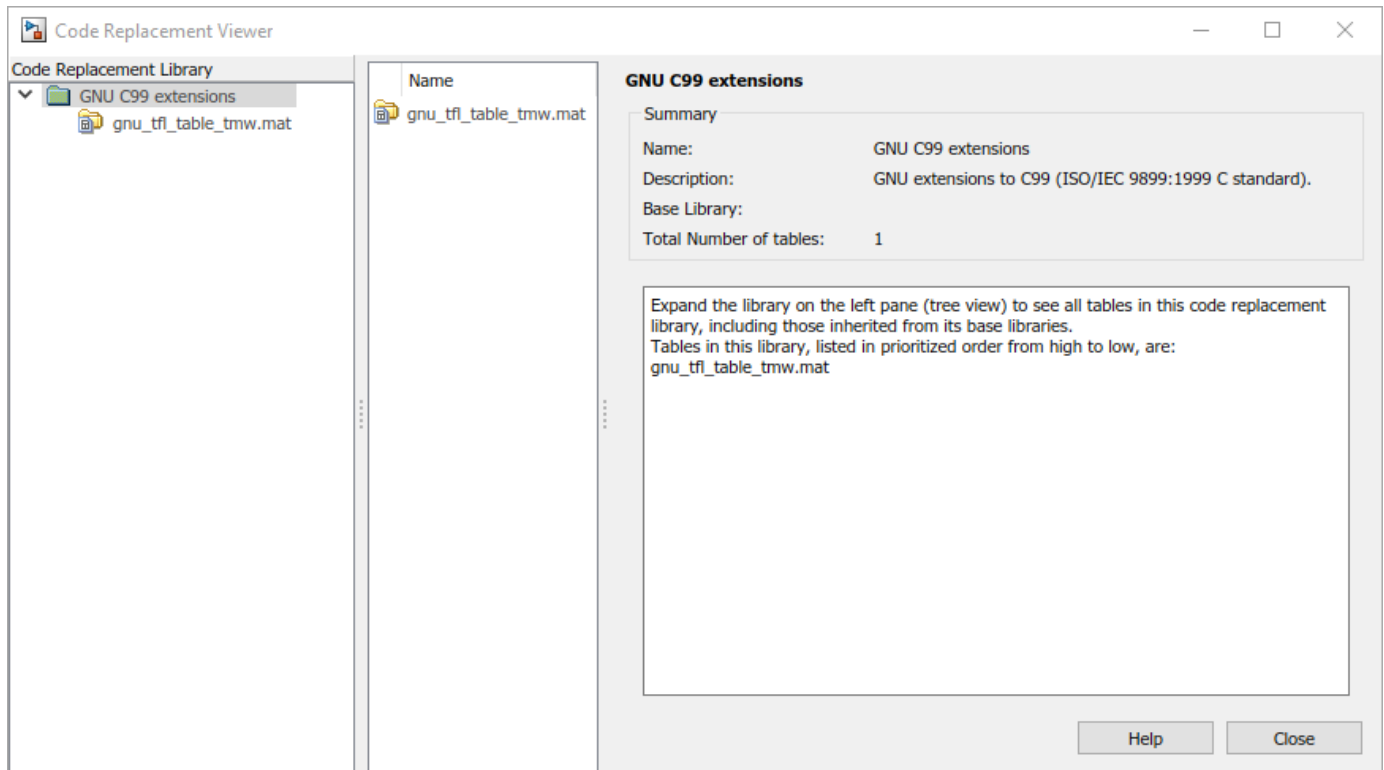 Code Replacement Viewer
Code Replacement Library
GNU C99 extensions
gnu_tfl_table_tmw.mat
Name
gnu_tfl_table_tmw.mat
GNU C99 extensions
Summary
Name: GNU C99 extensions
Description: GNU extensions to C99 (ISO/IEC 9899:1999 C standard).
Base Library:
Total Number of tables: 1
Expand the library on the left pane (tree view) to see all tables in this code replacement
library, including those inherited from its base libraries.
Tables in this library, listed in prioritized order from high to low, are:
gnu_tfl_table_tmw.mat
Help Close